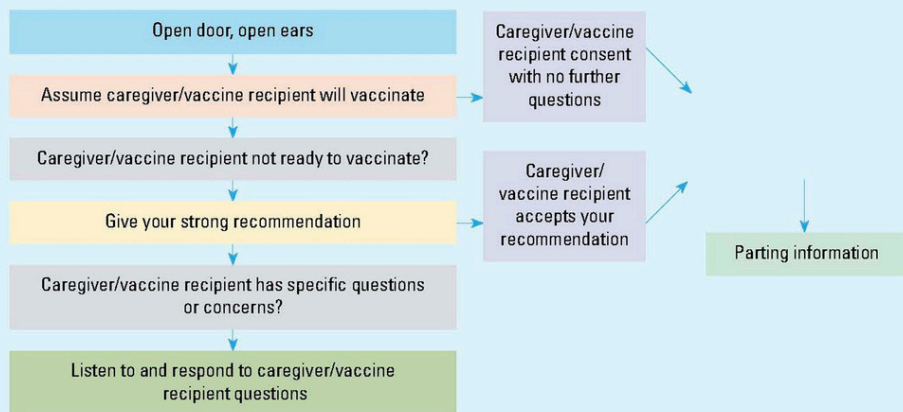 Open door, open ears
Assume caregiver/vaccine recipient will vaccinate
Caregiver/vaccine recipient not ready to vaccinate?
Give your strong recommendation
Caregiver/vaccine recipient has specific questions
or concerns?
Listen to and respond to caregiver/vaccine
recipient questions
Caregiver/vaccine
recipient consent
with no further
questions
Caregiver/
vaccine recipient
accepts your
recommendation
Parting information